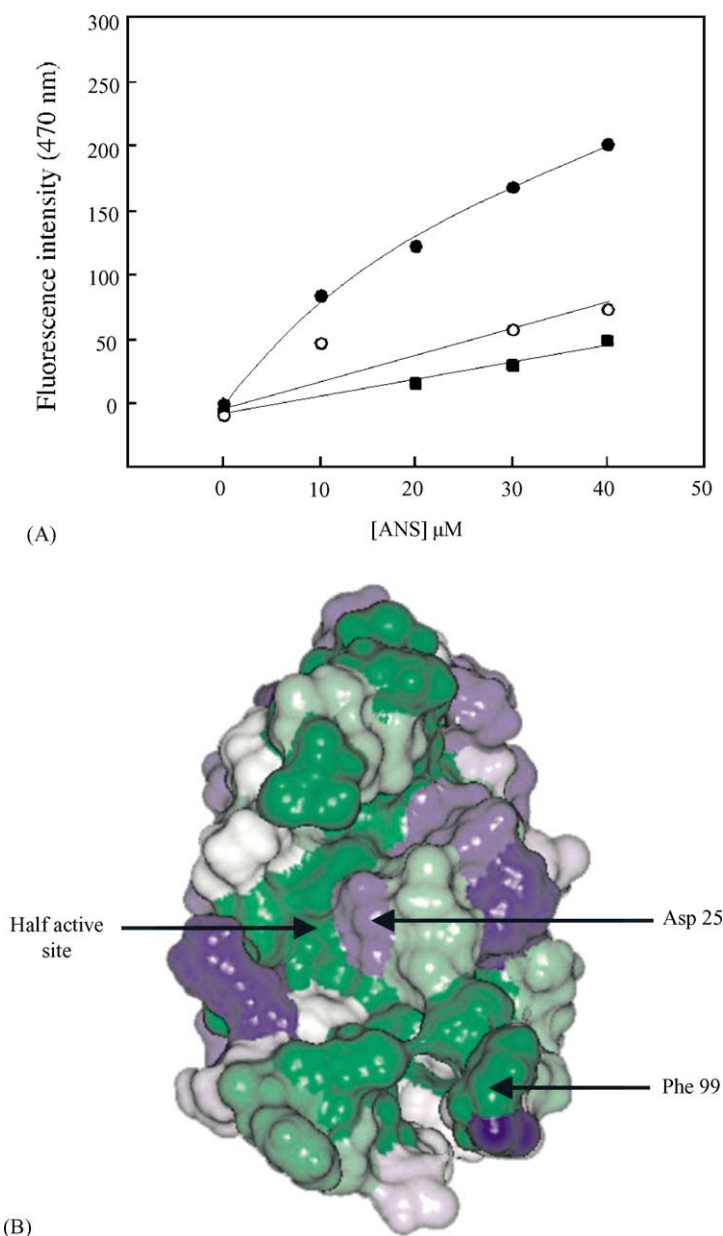 300
250
200
150
100
50
0
Fluorescence intensity (470 nm)
0 10 20 30 40 50
[ANS] μM
(A)
Half active
site
Asp 25
Phe 99
(B)